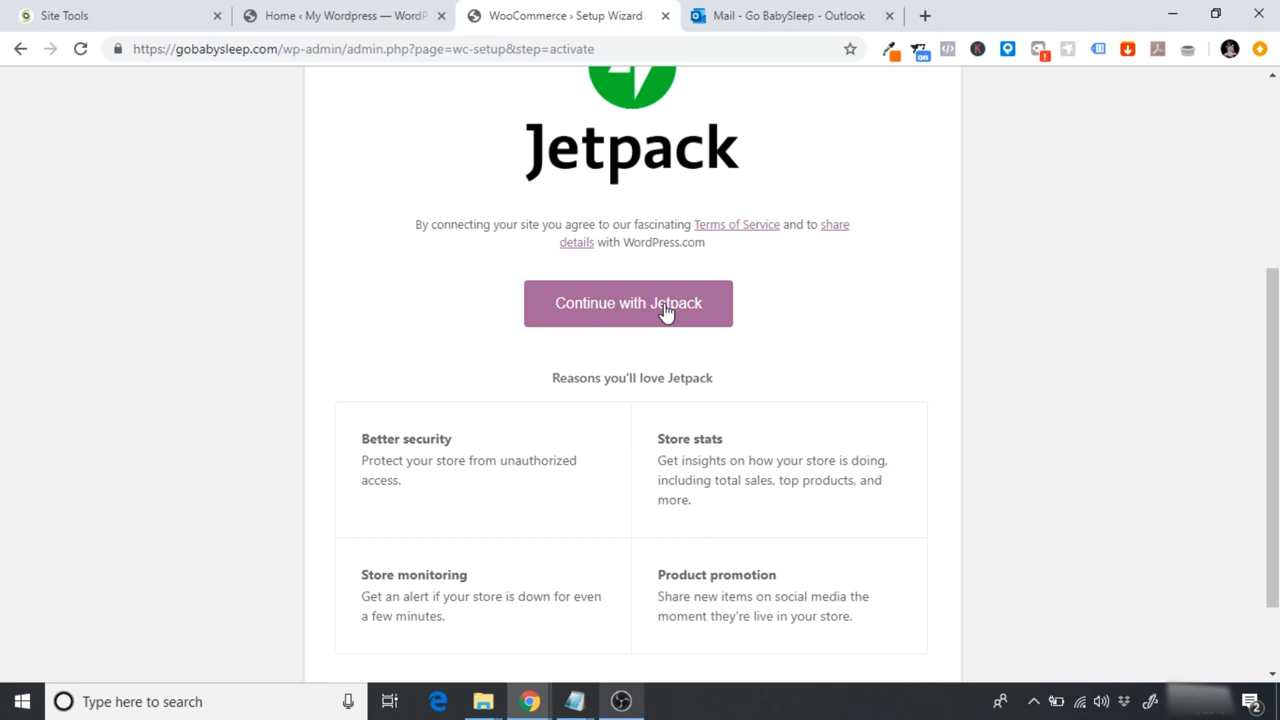 Site Tools
Home ‹ My Wordpress — WordP
WooCommerce › Setup Wizard
Mail - Go BabySleep - Outlook
https://gobabysleep.com/wp-admin/admin.php?page=wc-setup&step=activate
on
Jetpack
By connecting your site you agree to our fascinating Terms of Service and to share
details with WordPress.com
Continue with Jetpack
Reasons you'll love Jetpack
Better security
Protect your store from unauthorized
access.
Store stats
Get insights on how your store is doing,
including total sales, top products, and
more.
Store monitoring
Get an alert if your store is down for even
a few minutes.
Product promotion
Share new items on social media the
moment they're live in your store.
Type here to search
2